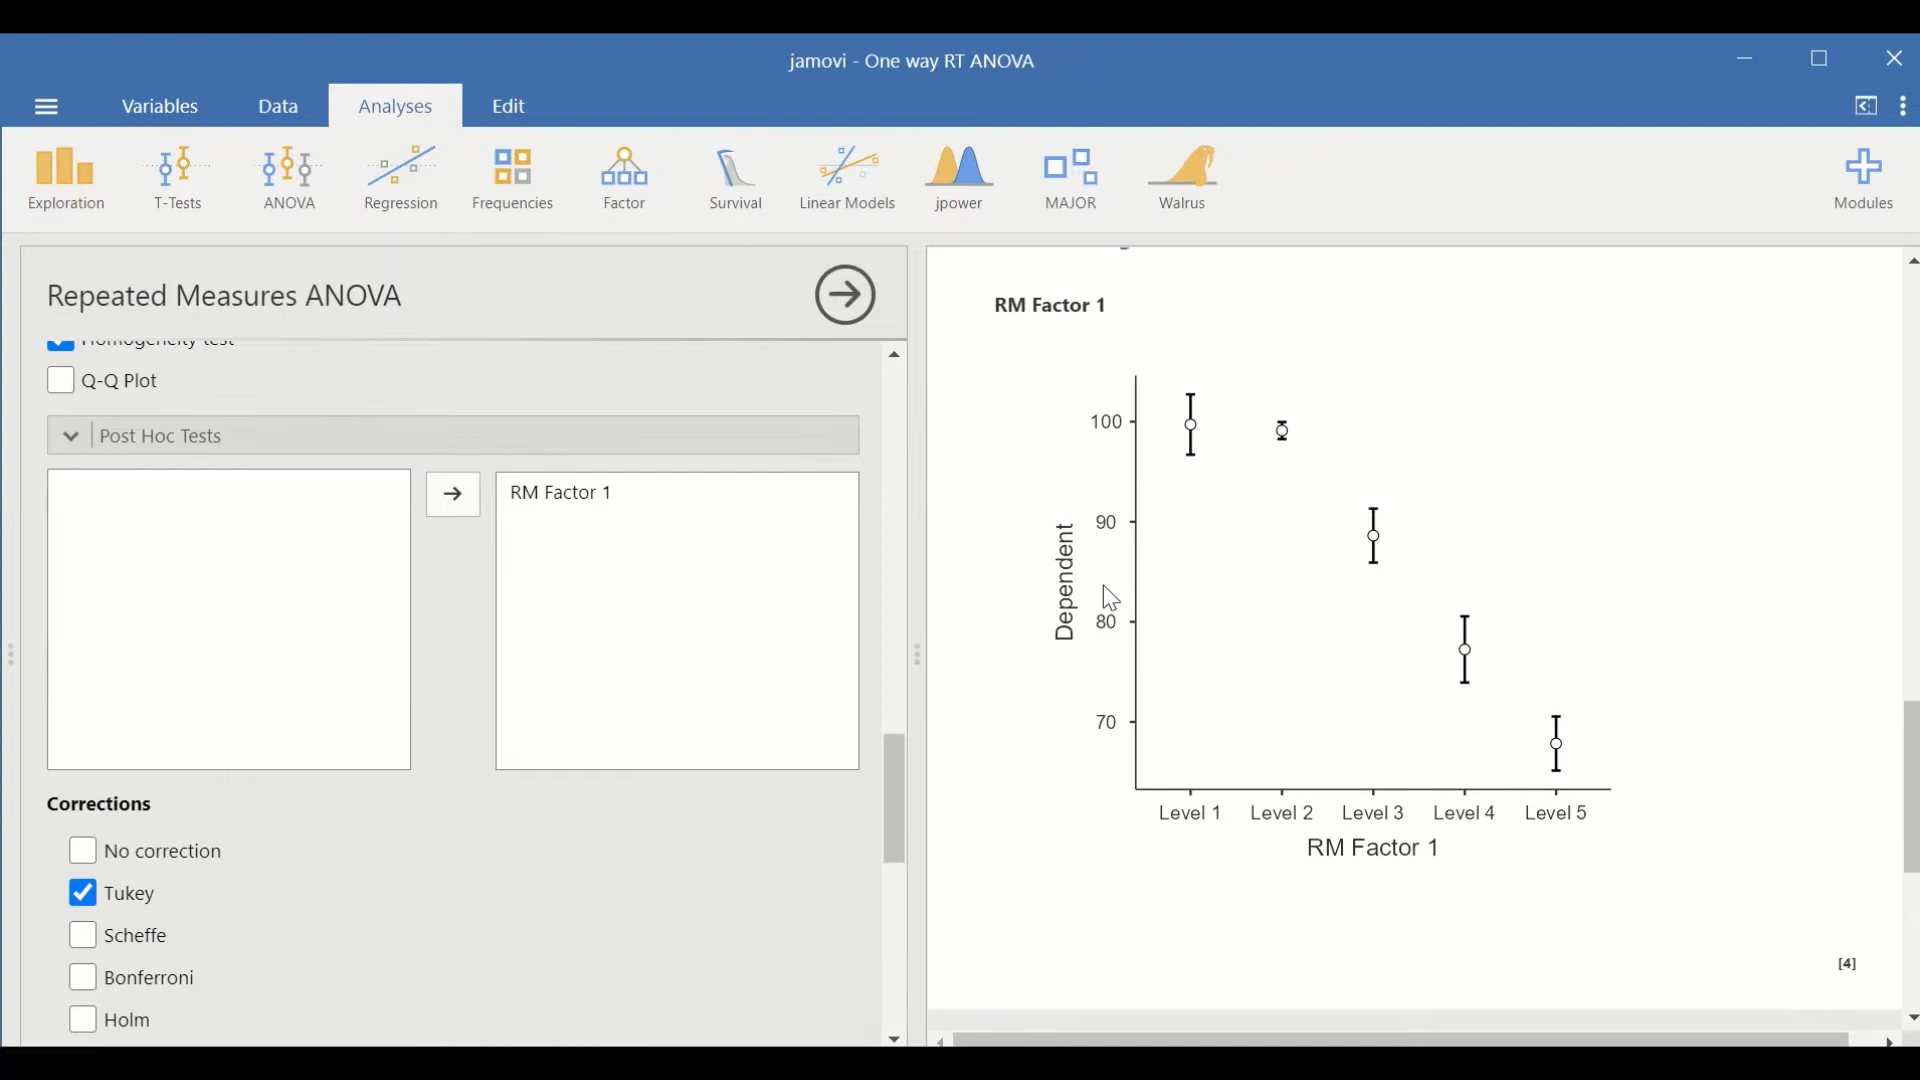 jamovi - One way RT ANOVA
Variables
Data
Analyses
Edit
Exploration
T-Tests
ANOVA
Regression
Frequencies
Factor
Survival
Linear Models
jpower
MAJOR
Walrus
Modules
Repeated Measures ANOVA
Homogeneity test
Q-Q Plot
Post Hoc Tests
RM Factor 1
Corrections
No correction
Tukey
Scheffe
Bonferroni
Holm
RM Factor 1
100
90
80
70
Dependent
Level 1 Level 2 Level 3 Level 4 Level 5
RM Factor 1
[4]